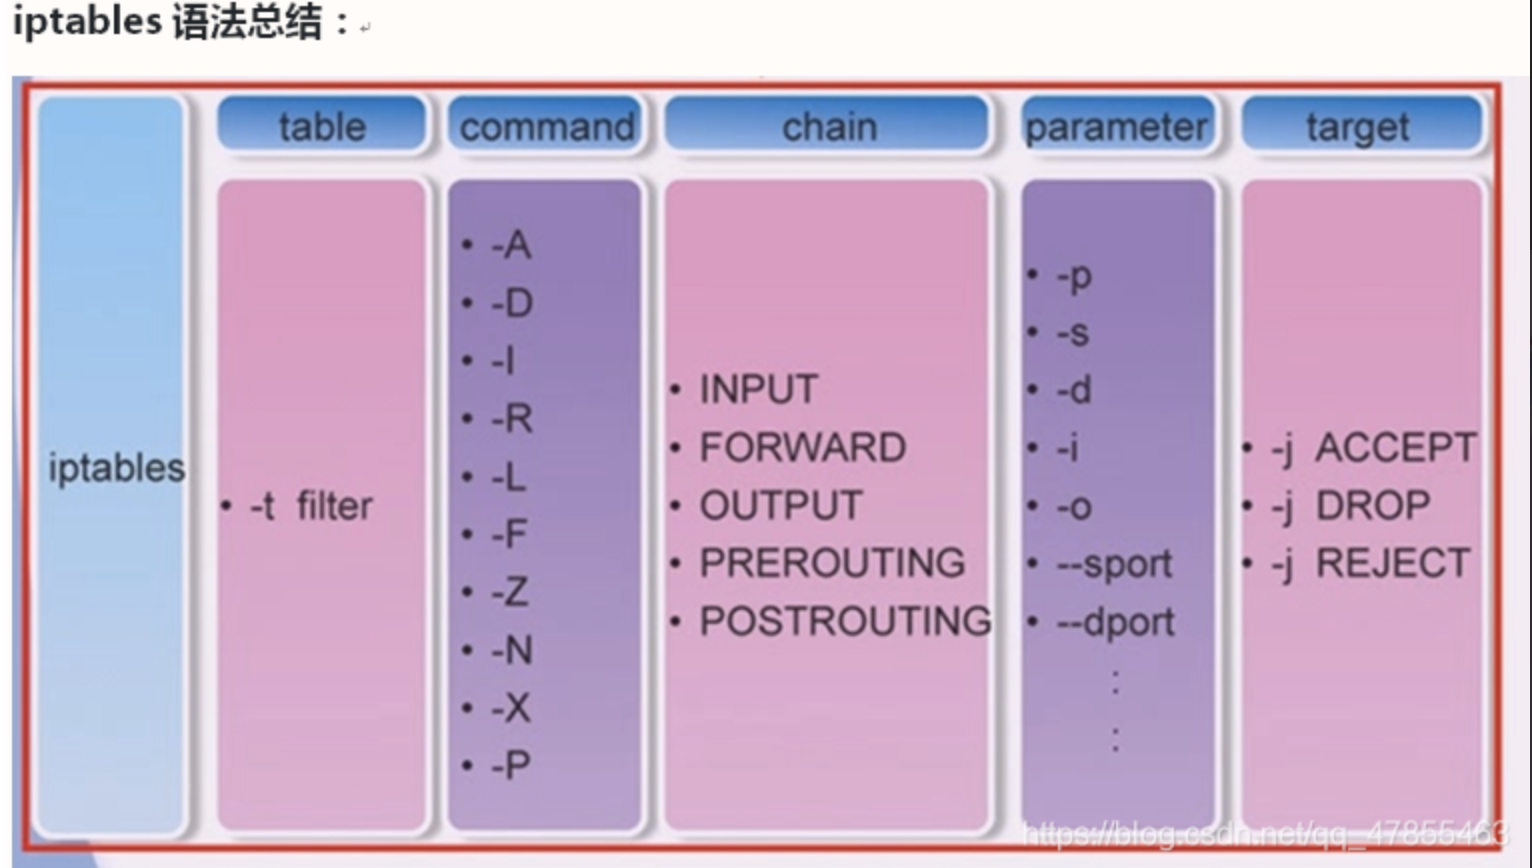 iptables 语法总结：
iptables
table
• -t filter
command
• -A
• -D
• -I
• -R
• -L
• -F
• -Z
• -N
• -X
• -P
chain
• INPUT
• FORWARD
• OUTPUT
• PREROUTING
• POSTROUTING
parameter
• -p
• -s
• -d
• -i
• -o
• --sport
• --dport
:
:
target
• -j ACCEPT
• -j DROP
• -j REJECT
https://blog.csdn.net/qq_47855463